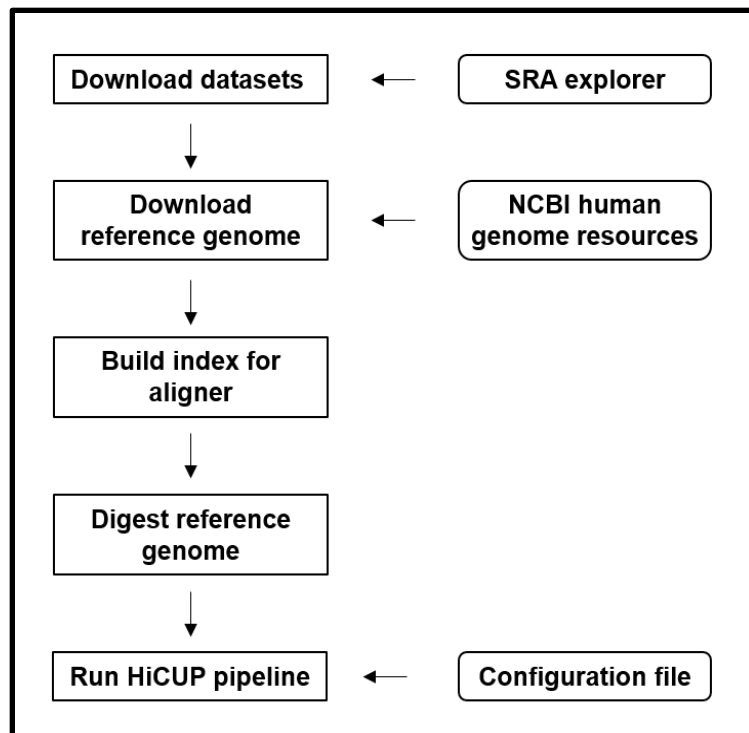 Download datasets
SRA explorer
Download
reference genome
NCBI human
genome resources
Build index for
aligner
Digest reference
genome
Run HiCUP pipeline
Configuration file